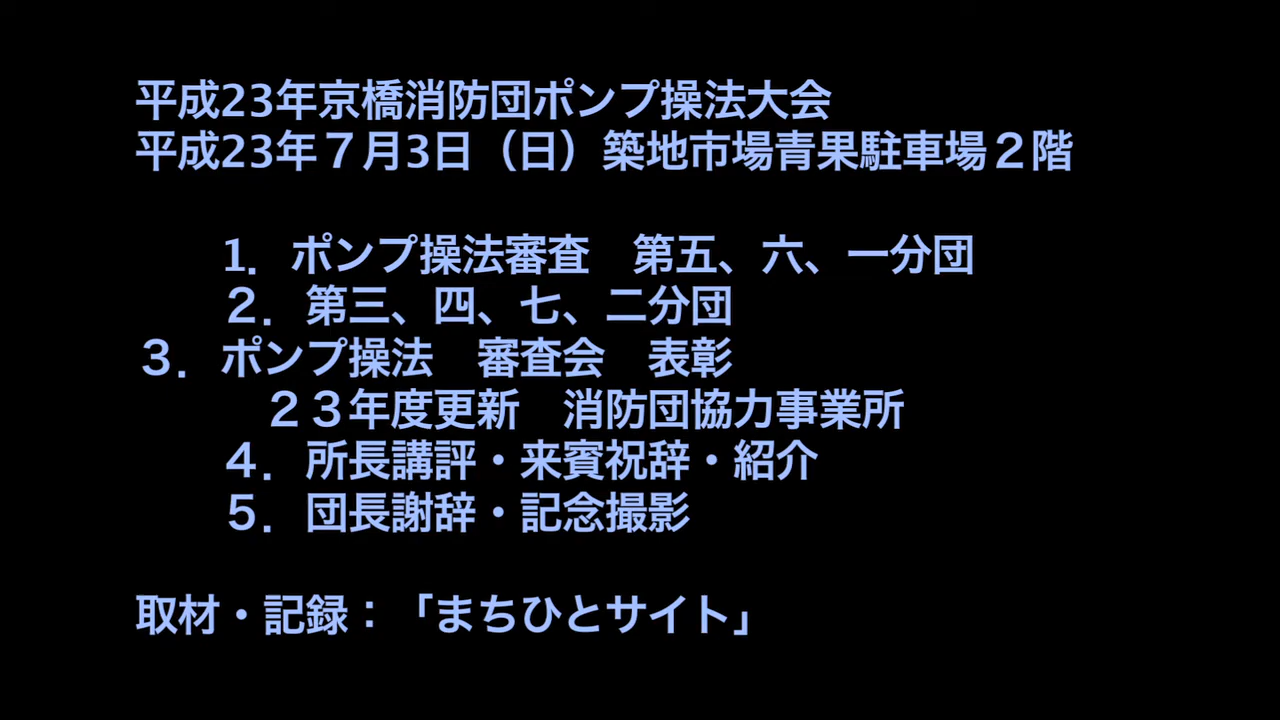 平成23年京橋消防団ポンプ操法大会
平成23年７月3日（日）築地市場青果駐車場２階
1．ポンプ操法審査　第五、六、一分団
２．第三、四、七、二分団
３．ポンプ操法　審査会　表彰
２３年度更新　消防団協力事業所
４．所長講評・来賓祝辞・紹介
５．団長謝辞・記念撮影
取材・記録：「まちひとサイト」